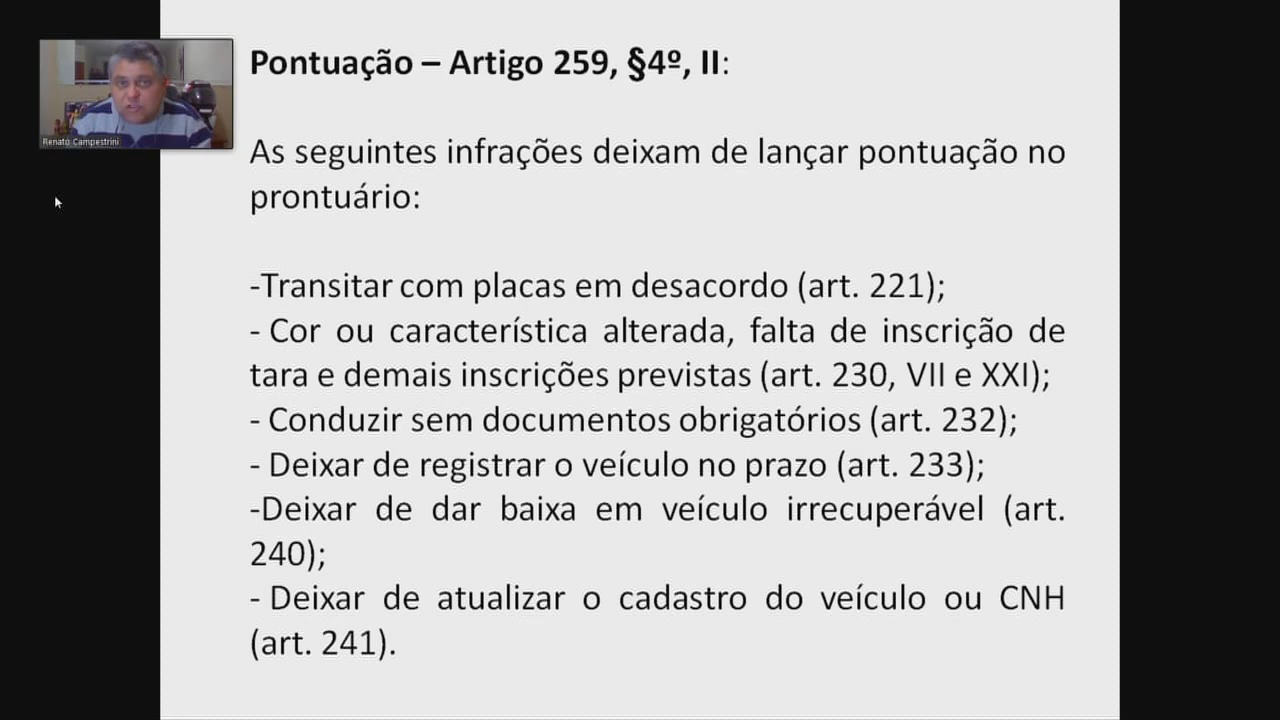 Pontuação – Artigo 259, §4º, II:
Renato Campestrini
As seguintes infrações deixam de lançar pontuação no
prontuário:
-Transitar com placas em desacordo (art. 221);
- Cor ou característica alterada, falta de inscrição de
tara e demais inscrições previstas (art. 230, VII e XXI);
- Conduzir sem documentos obrigatórios (art. 232);
- Deixar de registrar o veículo no prazo (art. 233);
-Deixar de dar baixa em veículo irrecuperável (art.
240);
- Deixar de atualizar o cadastro do veículo ou CNH
(art. 241).